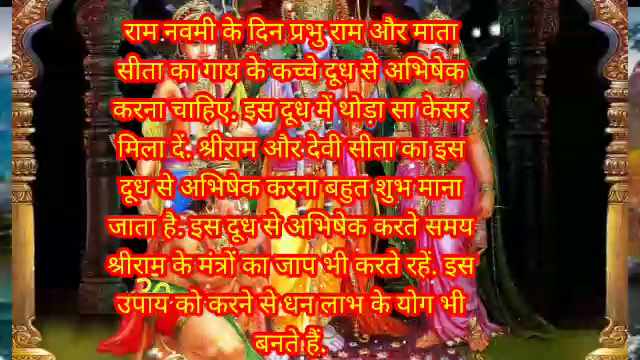 राम नवमी के दिन प्रभु राम और माता
सीता का गाय के कच्चे दूध से अभिषेक
करना चाहिए. इस दूध में थोड़ा सा केसर
मिला दें. श्रीराम और देवी सीता का इस
दूध से अभिषेक करना बहुत शुभ माना
जाता है. इस दूध से अभिषेक करते समय
श्रीराम के मंत्रों का जाप भी करते रहें. इस
उपाय को करने से धन लाभ के योग भी
बनते हैं.